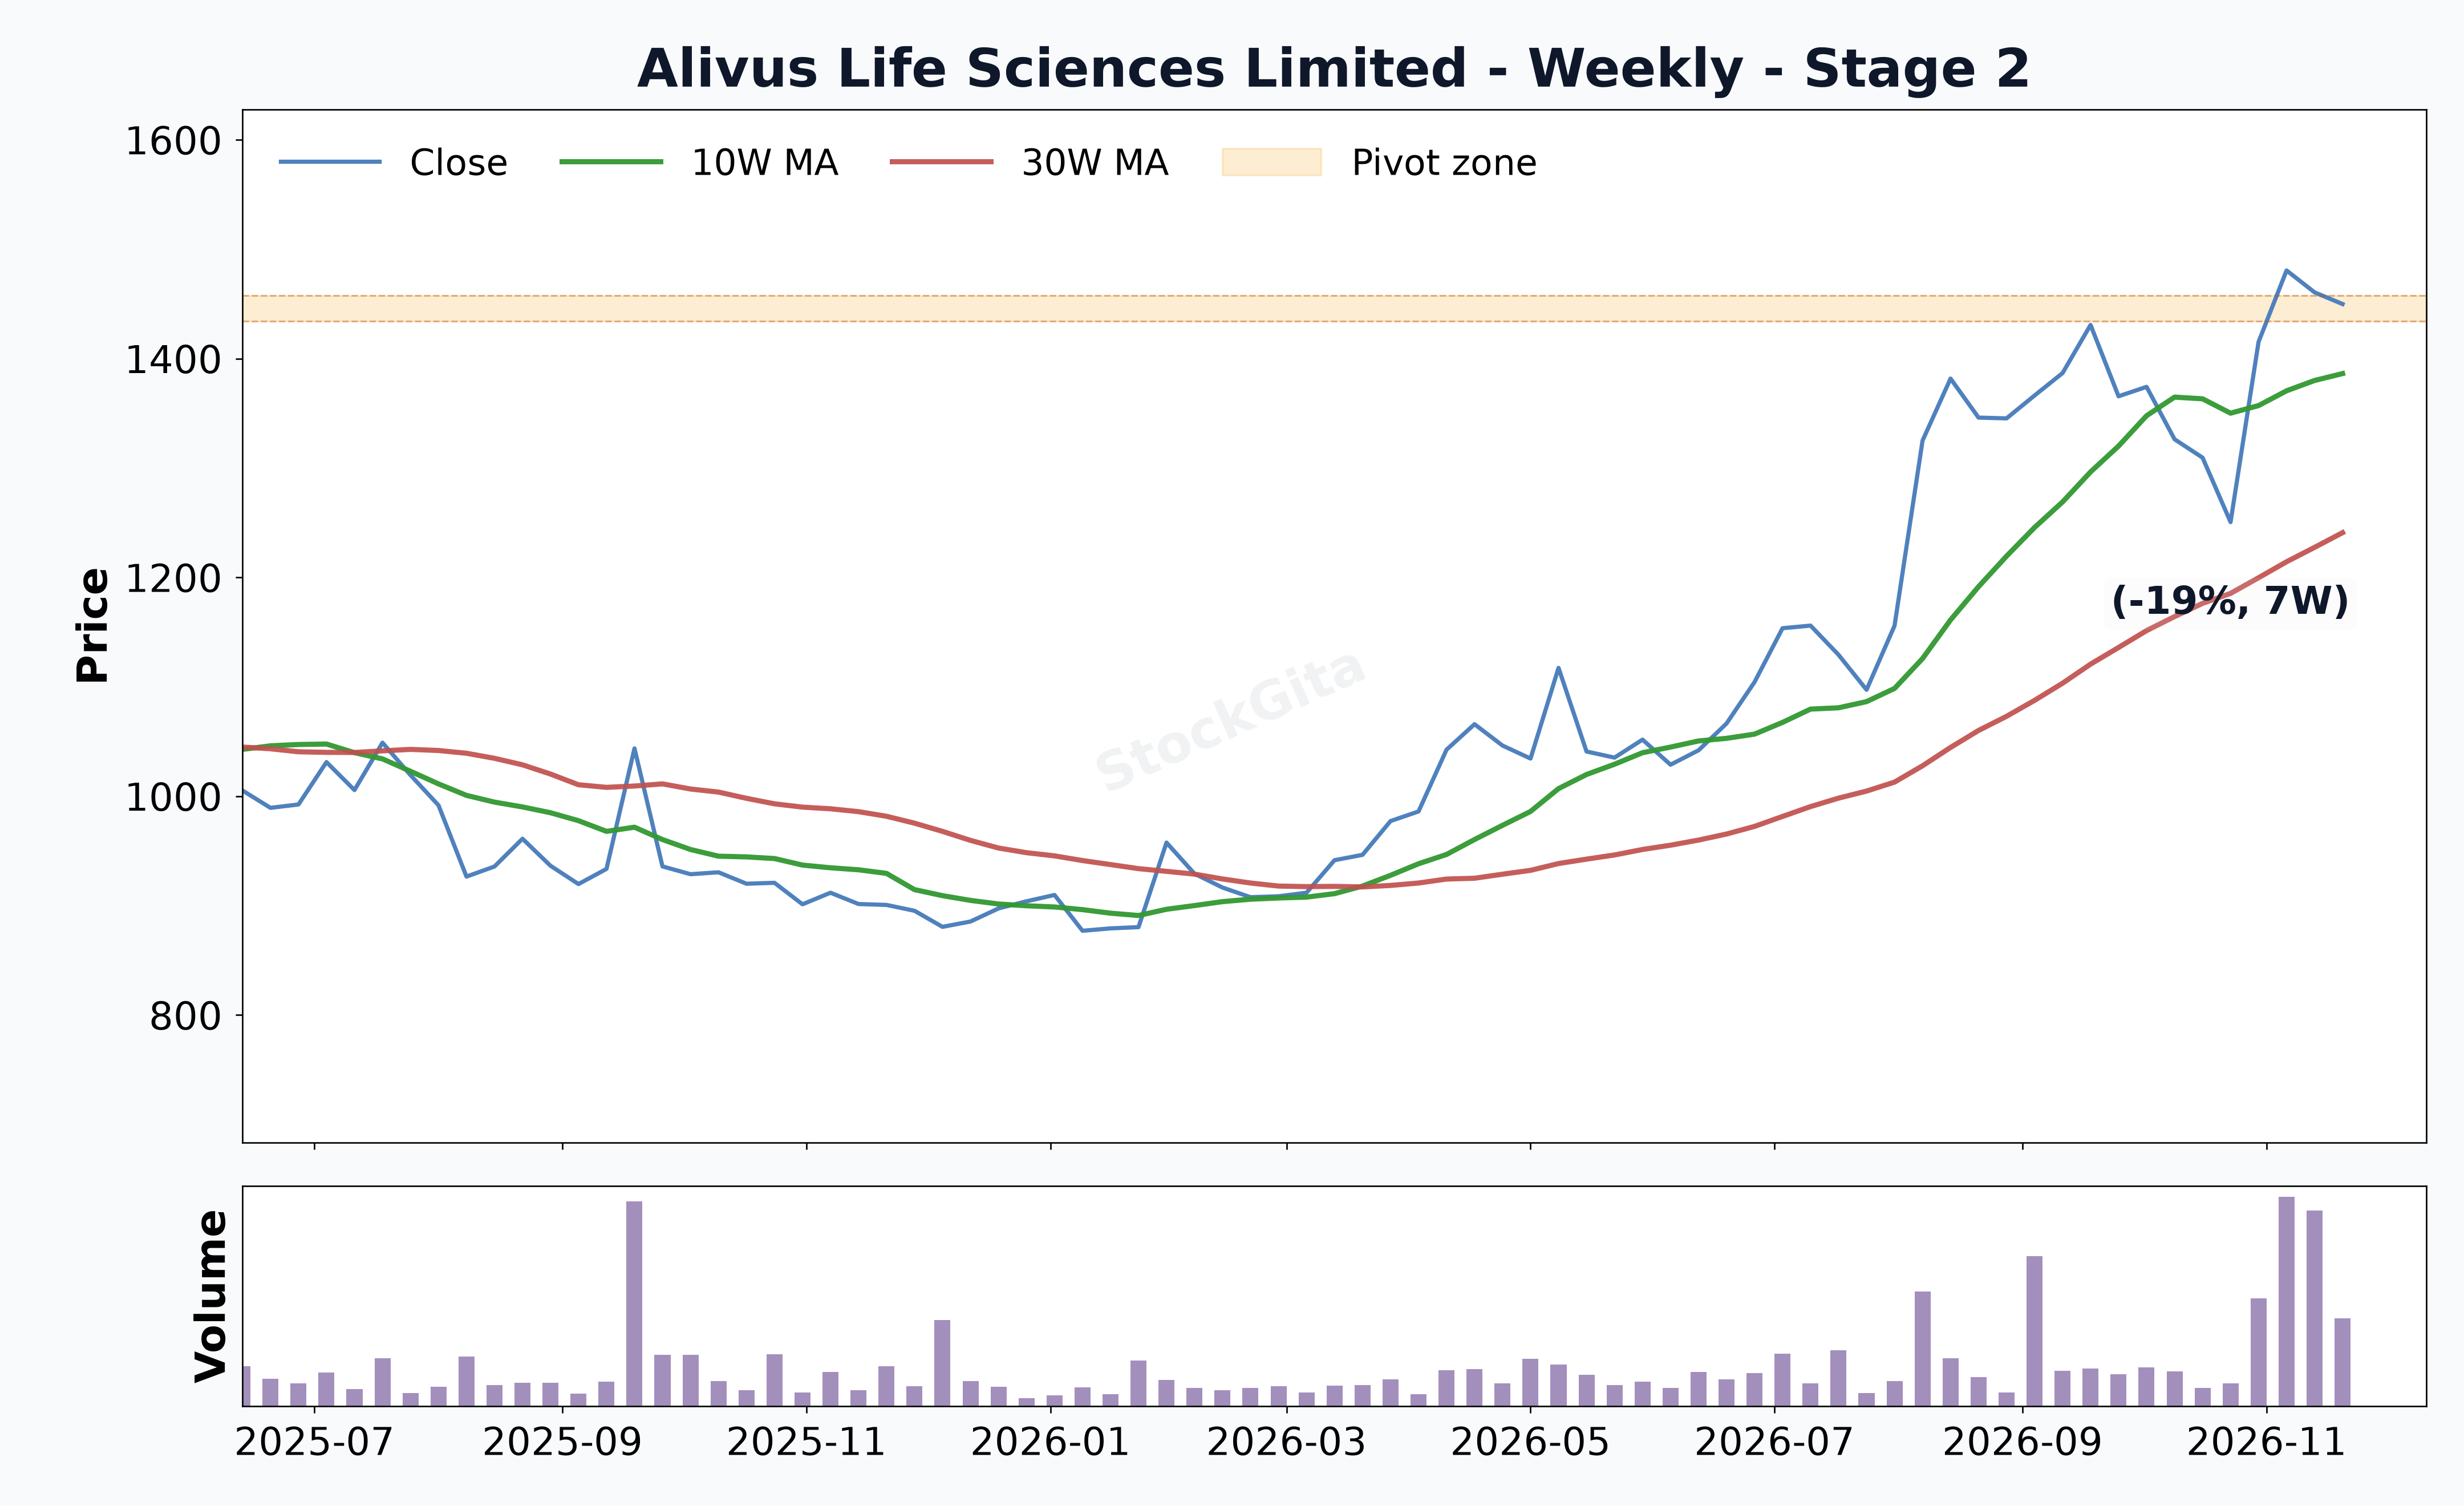 Alivus Life Sciences Limited - Weekly - Stage 2
Close 10W MA 30W MA Pivot zone
Price
1600
1400
1200
1000
800
(-19%, 7W)
StockGita
Volume
2025-07 2025-09 2025-11 2026-01 2026-03 2026-05 2026-07 2026-09 2026-11